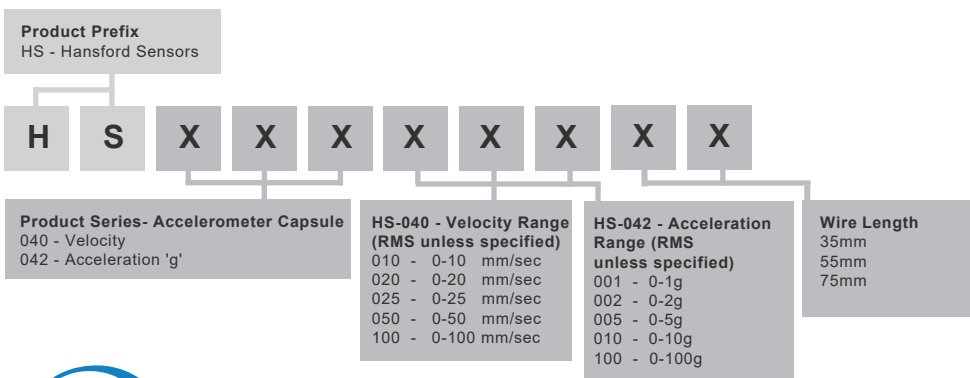 Product Prefix
HS - Hansford Sensors
H S X X X X X X X X
Product Series- Accelerometer Capsule
040 - Velocity
042 - Acceleration 'g'
HS-040 - Velocity Range
(RMS unless specified)
010 - 0-10 mm/sec
020 - 0-20 mm/sec
025 - 0-25 mm/sec
050 - 0-50 mm/sec
100 - 0-100 mm/sec
HS-042 - Acceleration
Range (RMS
unless specified)
001 - 0-1g
002 - 0-2g
005 - 0-5g
010 - 0-10g
100 - 0-100g
Wire Length
35mm
55mm
75mm